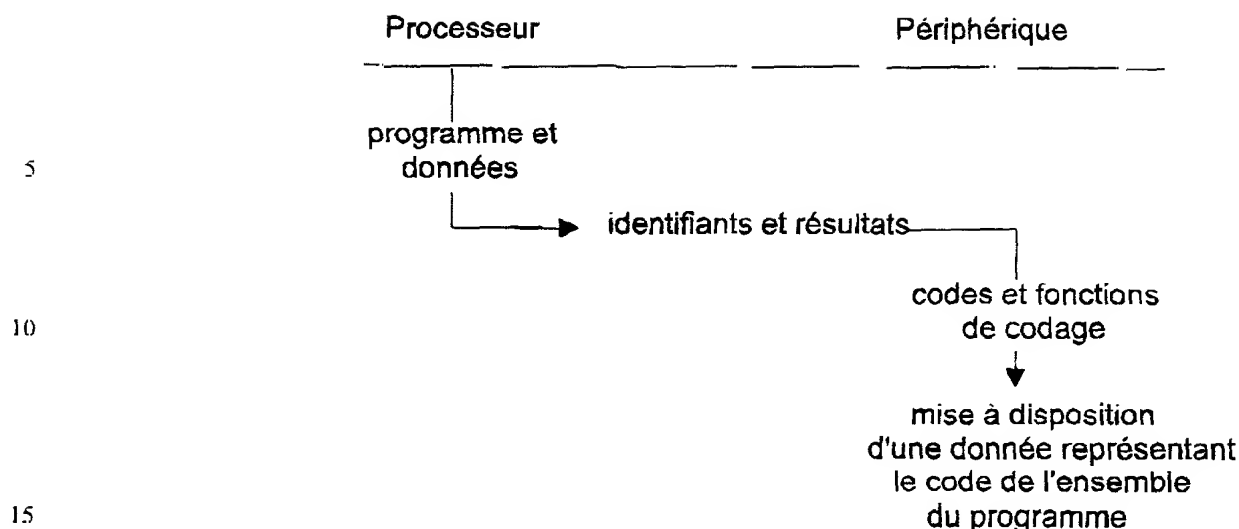 Processeur Périphérique
programme et
5 données
identifiants et résultats
codes et fonctions
10 de codage
mise à disposition
d'une donnée représentant
le code de l'ensemble
15 du programme